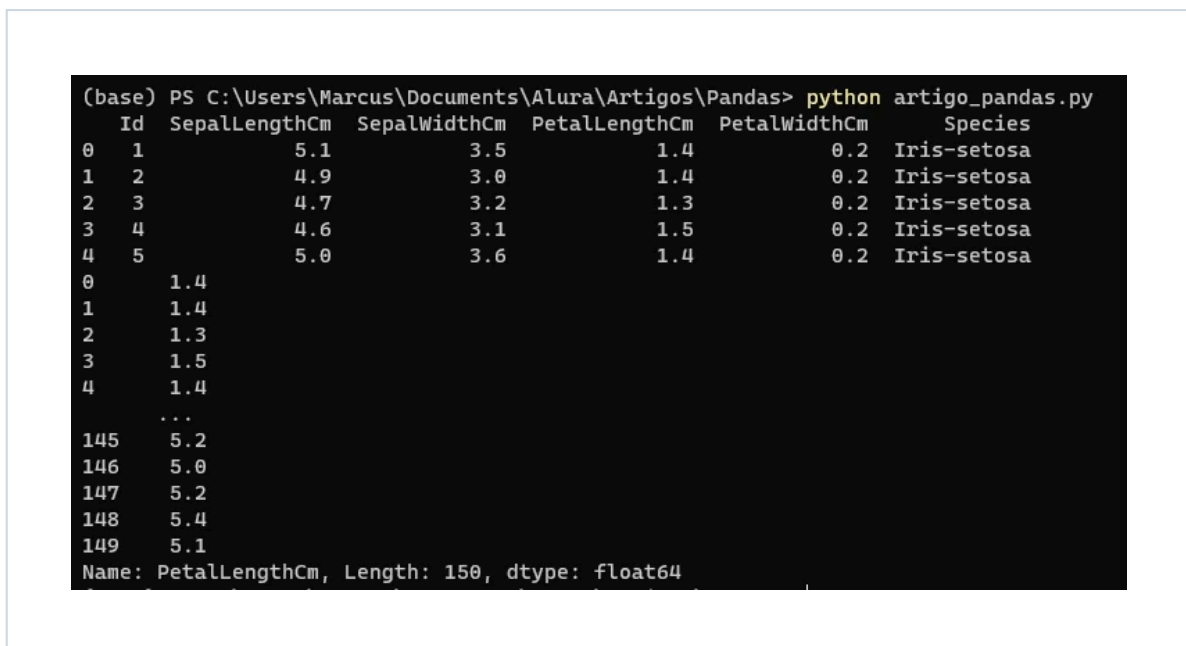 (base) PS C:\Users\Marcus\Documents\Alura\Artigos\Pandas> python artigo_pandas.py
   Id  SepalLengthCm  SepalWidthCm  PetalLengthCm  PetalWidthCm      Species
0   1            5.1           3.5            1.4           0.2  Iris-setosa
1   2            4.9           3.0            1.4           0.2  Iris-setosa
2   3            4.7           3.2            1.3           0.2  Iris-setosa
3   4            4.6           3.1            1.5           0.2  Iris-setosa
4   5            5.0           3.6            1.4           0.2  Iris-setosa
0      1.4
1      1.4
2      1.3
3      1.5
4      1.4
      ...
145    5.2
146    5.0
147    5.2
148    5.4
149    5.1
Name: PetalLengthCm, Length: 150, dtype: float64